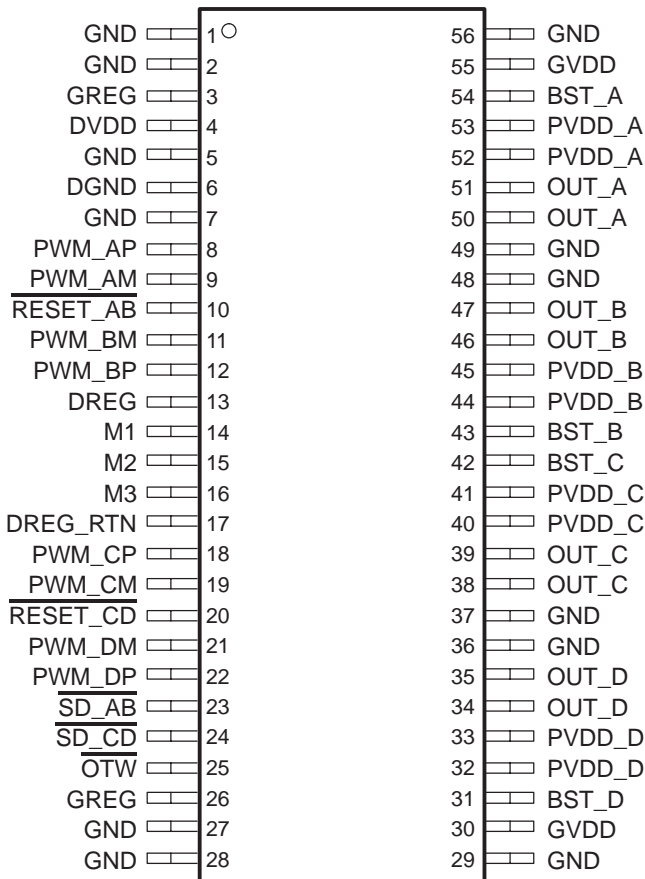 GND 1 56 GND
GND 2 55 GVDD
GREG 3 54 BST_A
DVDD 4 53 PVDD_A
GND 5 52 PVDD_A
DGND 6 51 OUT_A
GND 7 50 OUT_A
PWM_AP 8 49 GND
PWM_AM 9 48 GND
RESET_AB 10 47 OUT_B
PWM_BM 11 46 OUT_B
PWM_BP 12 45 PVDD_B
DREG 13 44 PVDD_B
M1 14 43 BST_B
M2 15 42 BST_C
M3 16 41 PVDD_C
DREG_RTN 17 40 PVDD_C
PWM_CP 18 39 OUT_C
PWM_CM 19 38 OUT_C
RESET_CD 20 37 GND
PWM_DM 21 36 GND
PWM_DP 22 35 OUT_D
SD_AB 23 34 OUT_D
SD_CD 24 33 PVDD_D
OTW 25 32 PVDD_D
GREG 26 31 BST_D
GND 27 30 GVDD
GND 28 29 GND